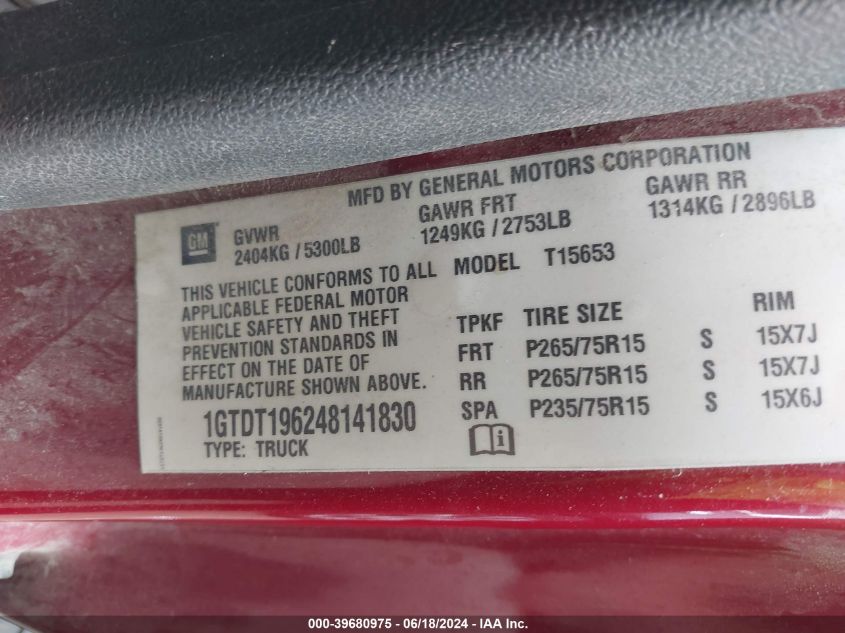 MFD BY GENERAL MOTORS CORPORATION
GM
GVWR
2404KG / 5300LB
GAWR FRT
1249KG / 2753LB
GAWR RR
1314KG / 2896LB
THIS VEHICLE CONFORMS TO ALL
APPLICABLE FEDERAL MOTOR
VEHICLE SAFETY AND THEFT
PREVENTION STANDARDS IN
EFFECT ON THE DATE OF
MANUFACTURE SHOWN ABOVE.
1GTDT196248141830
TYPE: TRUCK
MODEL T15653
TPKF TIRE SIZE RIM
FRT P265/75R15 S 15X7J
RR P265/75R15 S 15X7J
SPA P235/75R15 S 15X6J
000-39680975 - 06/18/2024 - IAAI.COM